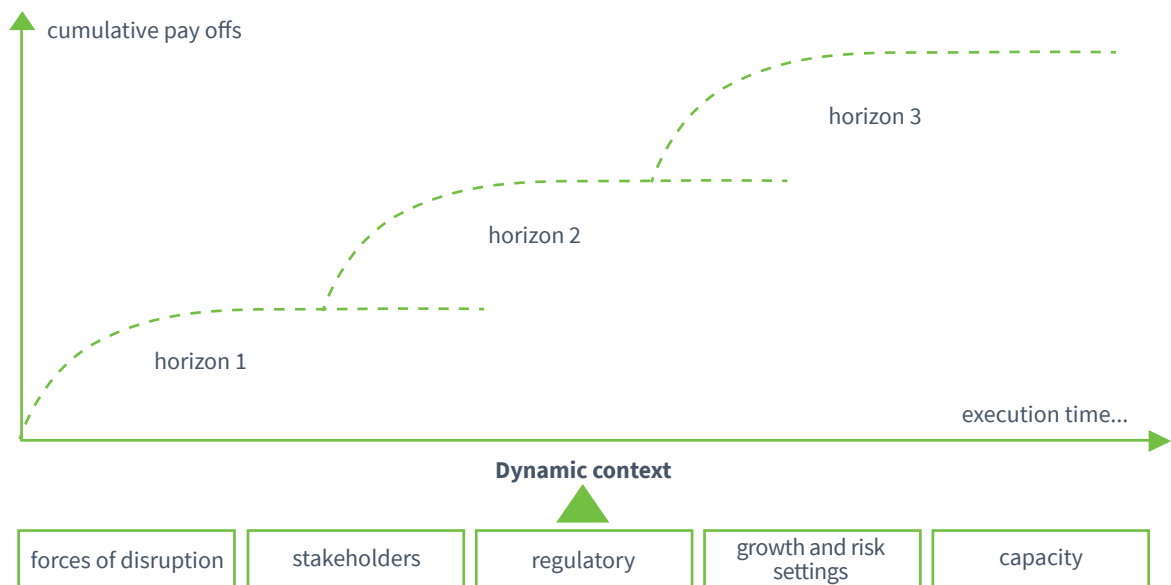 cumulative pay offs
horizon 3
horizon 2
horizon 1
execution time...
Dynamic context
forces of disruption
stakeholders
regulatory
growth and risk
settings
capacity